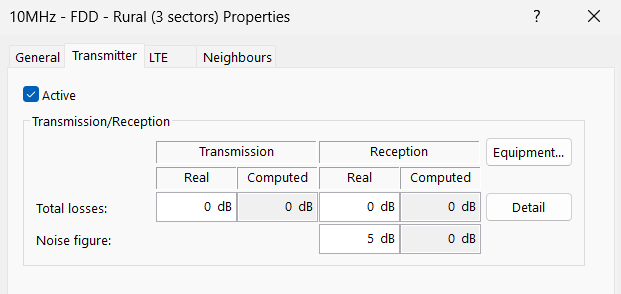 10MHz - FDD - Rural (3 sectors) Properties ?
General Transmitter LTE Neighbours
Active
Transmission/Reception
Transmission Reception Equipment...
Real Computed Real Computed
Total losses: 0 dB 0 dB 0 dB 0 dB Detail
Noise figure: 5 dB 0 dB